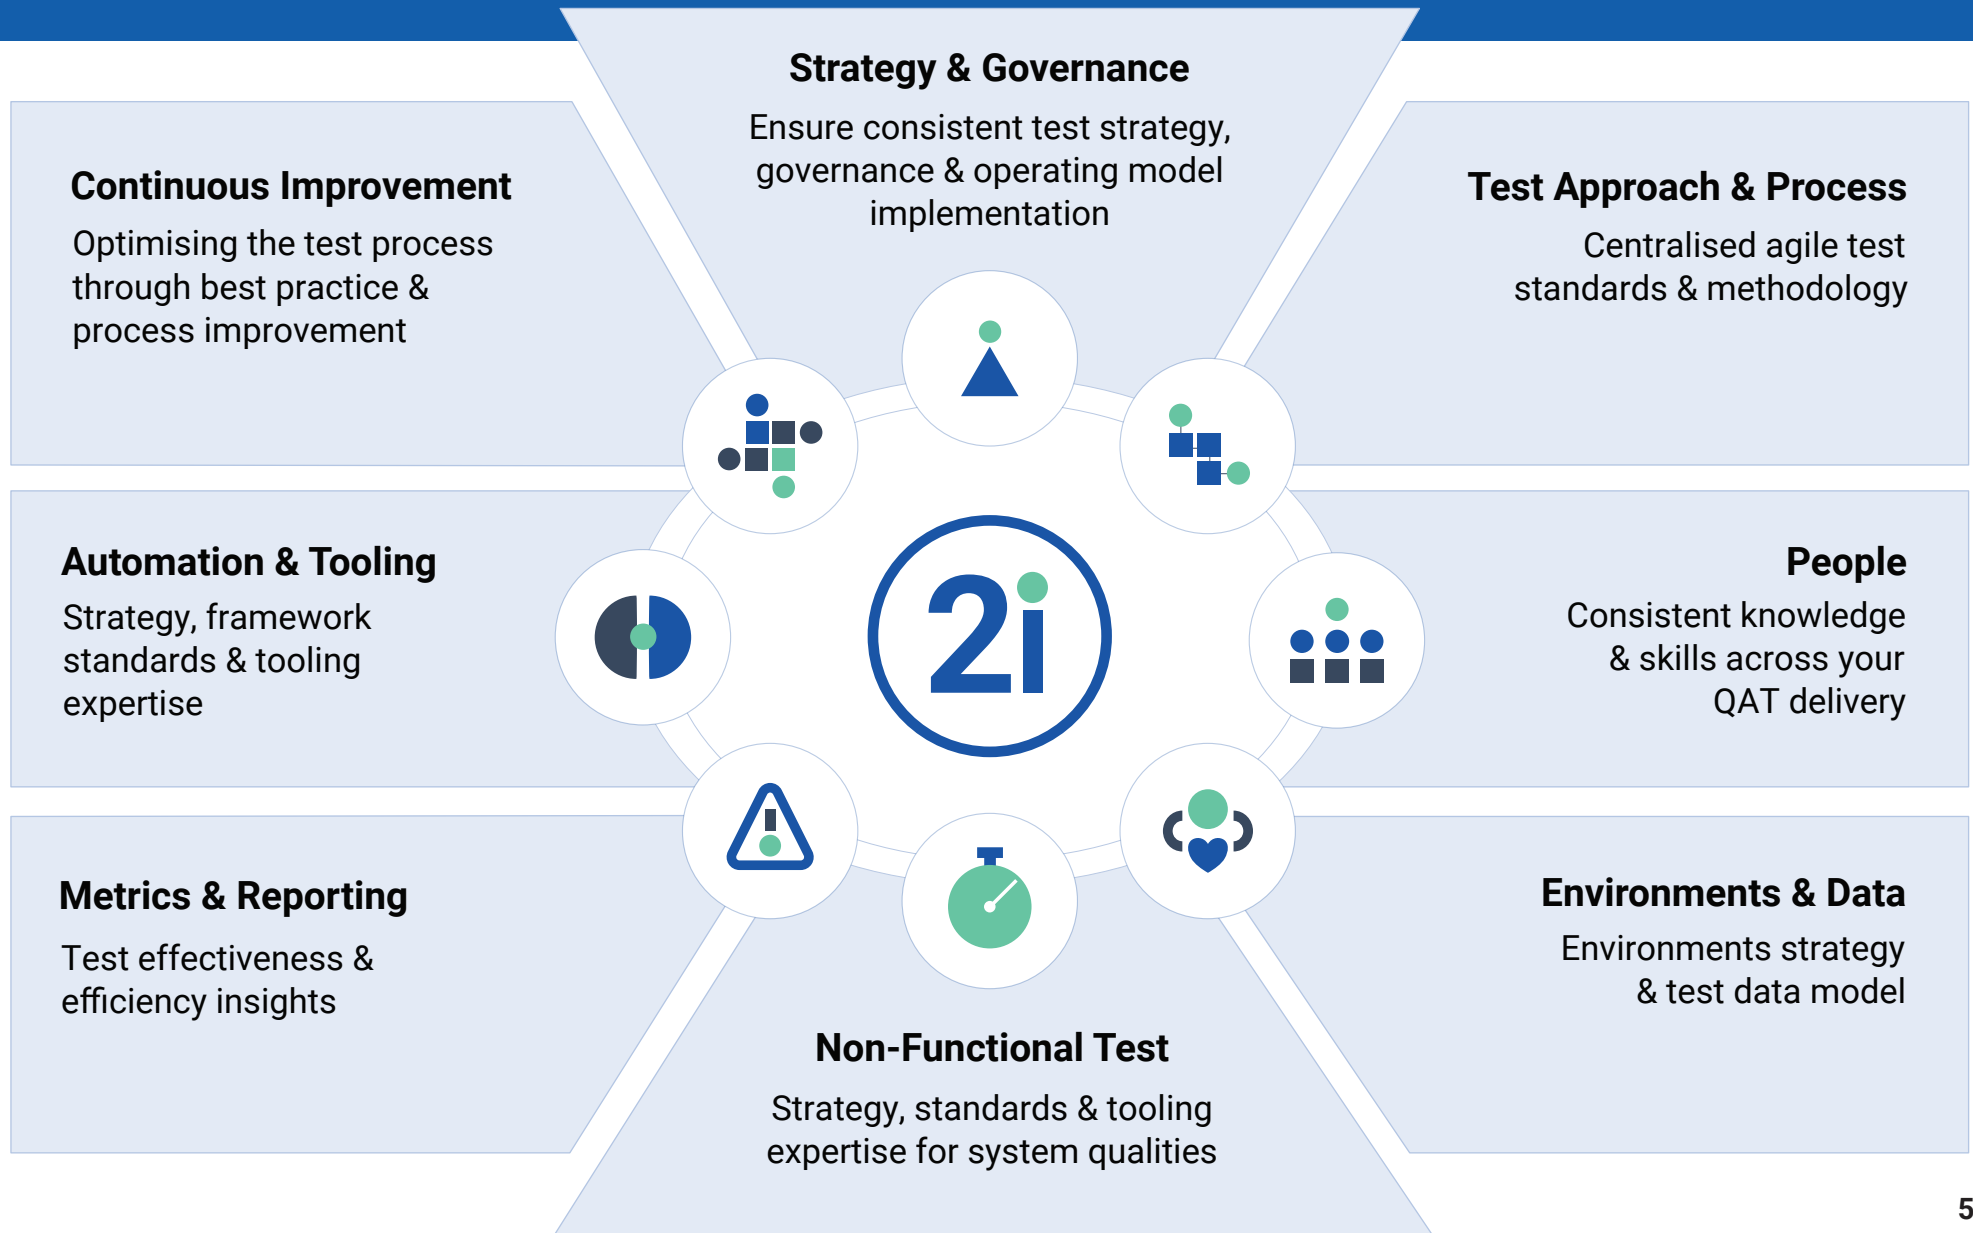 Strategy & Governance
Ensure consistent test strategy,
governance & operating model
implementation
Continuous Improvement
Optimising the test process
through best practice &
process improvement
Test Approach & Process
Centralised agile test
standards & methodology
Automation & Tooling
Strategy, framework
standards & tooling
expertise
2i
People
Consistent knowledge
& skills across your
QAT delivery
Metrics & Reporting
Test effectiveness &
efficiency insights
Environments & Data
Environments strategy
& test data model
Non-Functional Test
Strategy, standards & tooling
expertise for system qualities
5